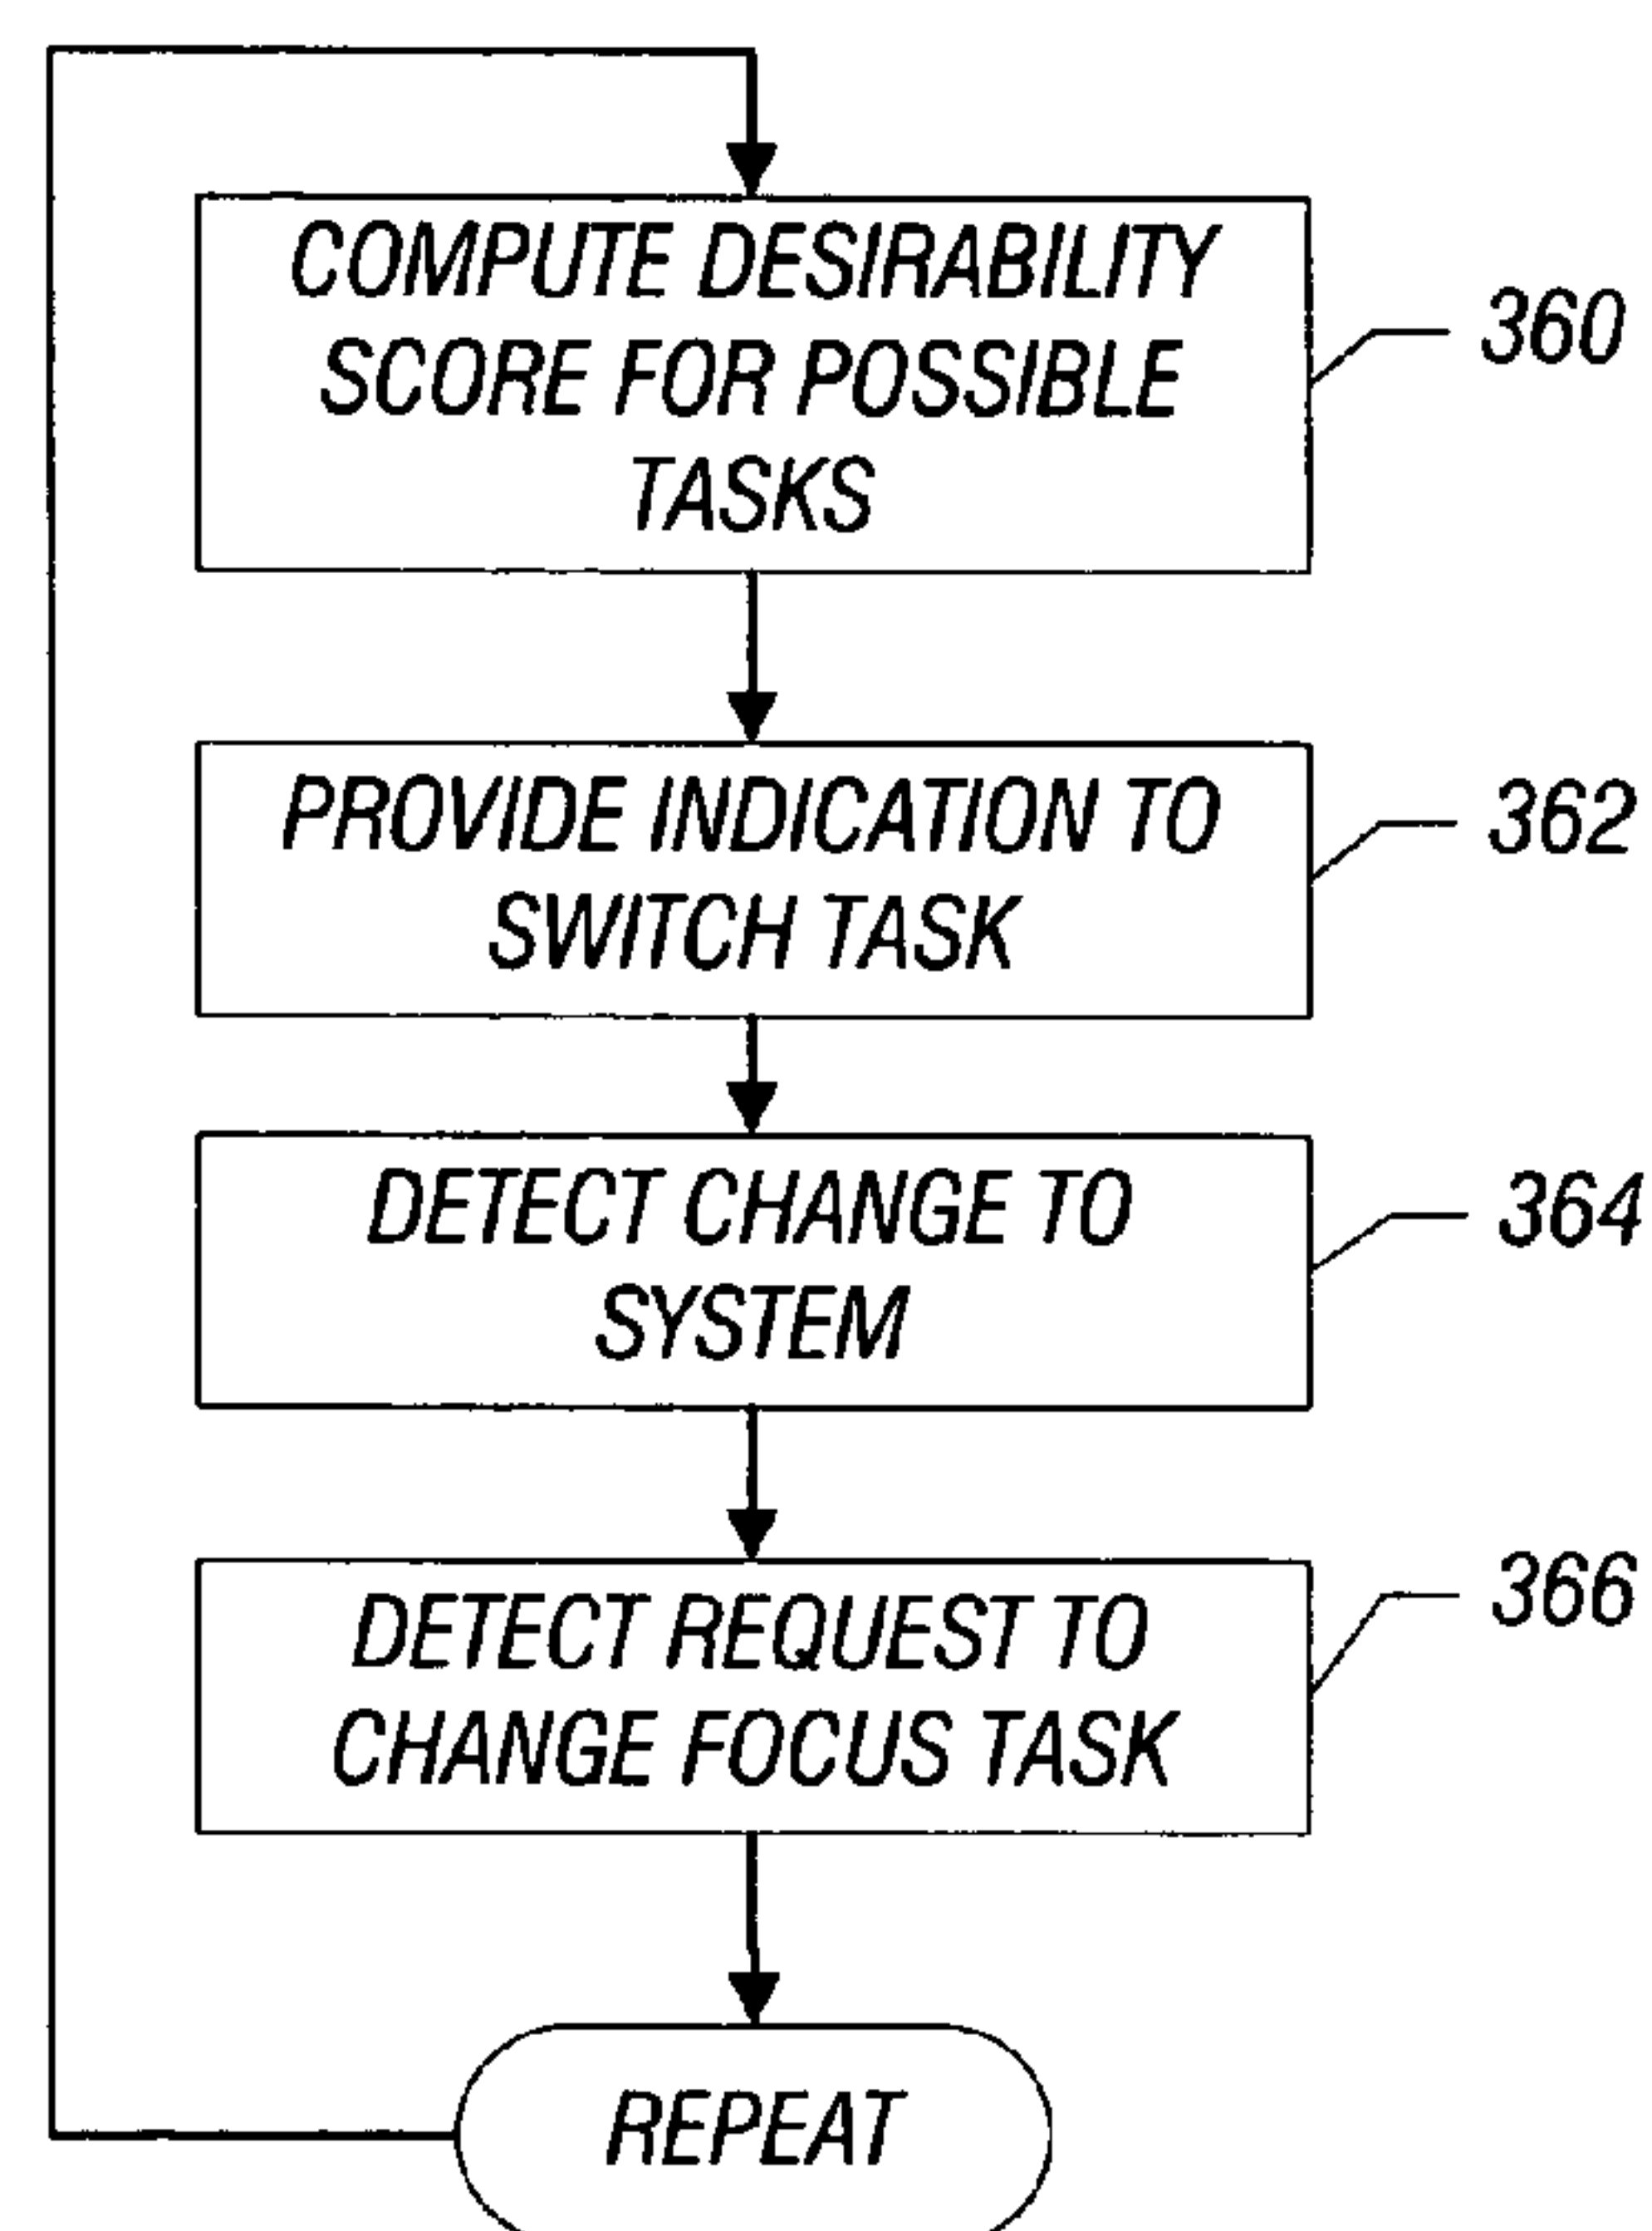 COMPUTE DESIRABILITY
SCORE FOR POSSIBLE
TASKS
360
PROVIDE INDICATION TO
SWITCH TASK
362
DETECT CHANGE TO
SYSTEM
364
DETECT REQUEST TO
CHANGE FOCUS TASK
366
REPEAT